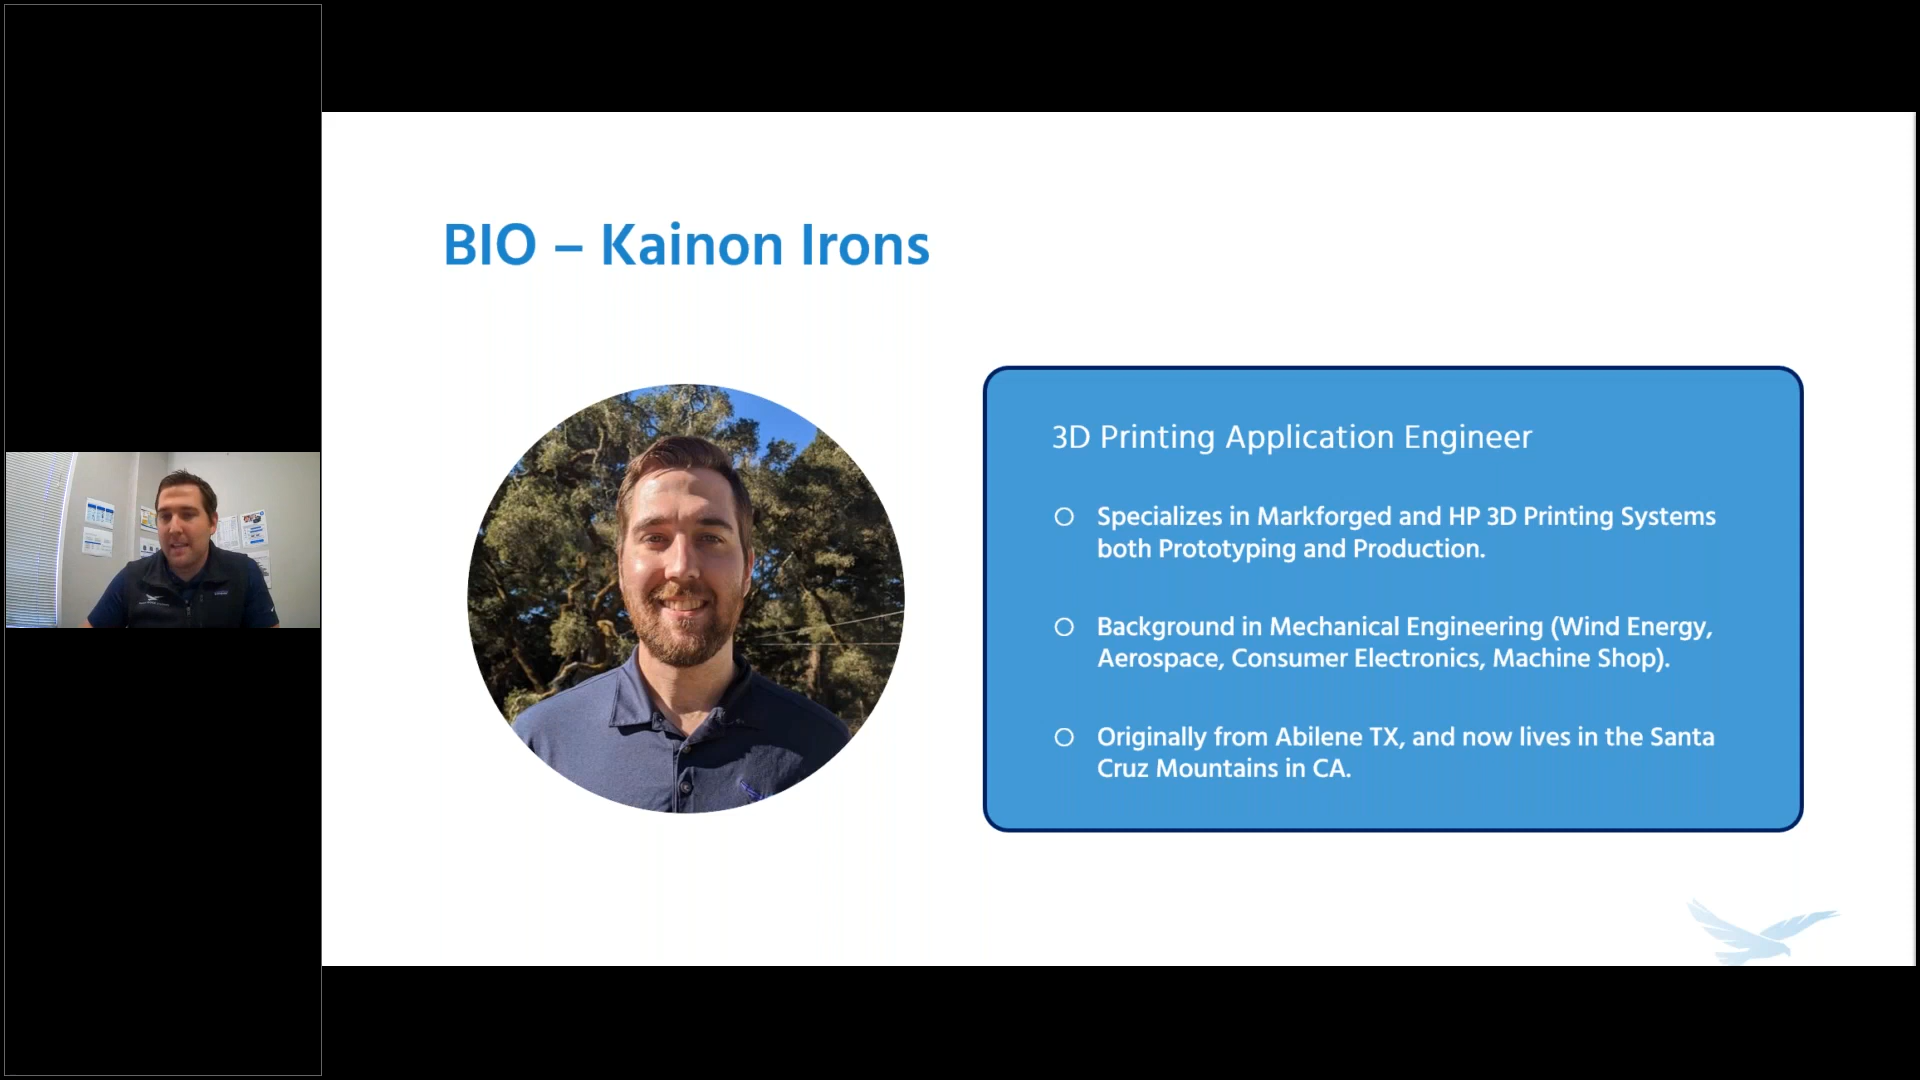 BIO – Kainon Irons
3D Printing Application Engineer
Specializes in Markforged and HP 3D Printing Systems
both Prototyping and Production.
Background in Mechanical Engineering (Wind Energy,
Aerospace, Consumer Electronics, Machine Shop).
Originally from Abilene TX, and now lives in the Santa
Cruz Mountains in CA.